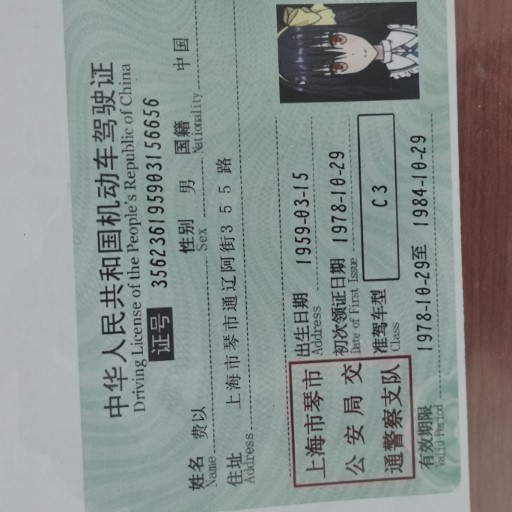 中华人民共和国机动车驾驶证
Driving License of the People's Republic of China
证号 356236195903156656
姓名 费以 性别 男 国籍 中国
Name Sex Nationality
住址 上海市琴市通辽阿街355路
Address
出生日期 1959-03-15
Address
初次领证日期 1978-10-29
Date of First Issue
准驾车型 C3
Class
上海市琴市
公安局交
通警察支队
有效期限 1978-10-29至 1984-10-29
Valid Period